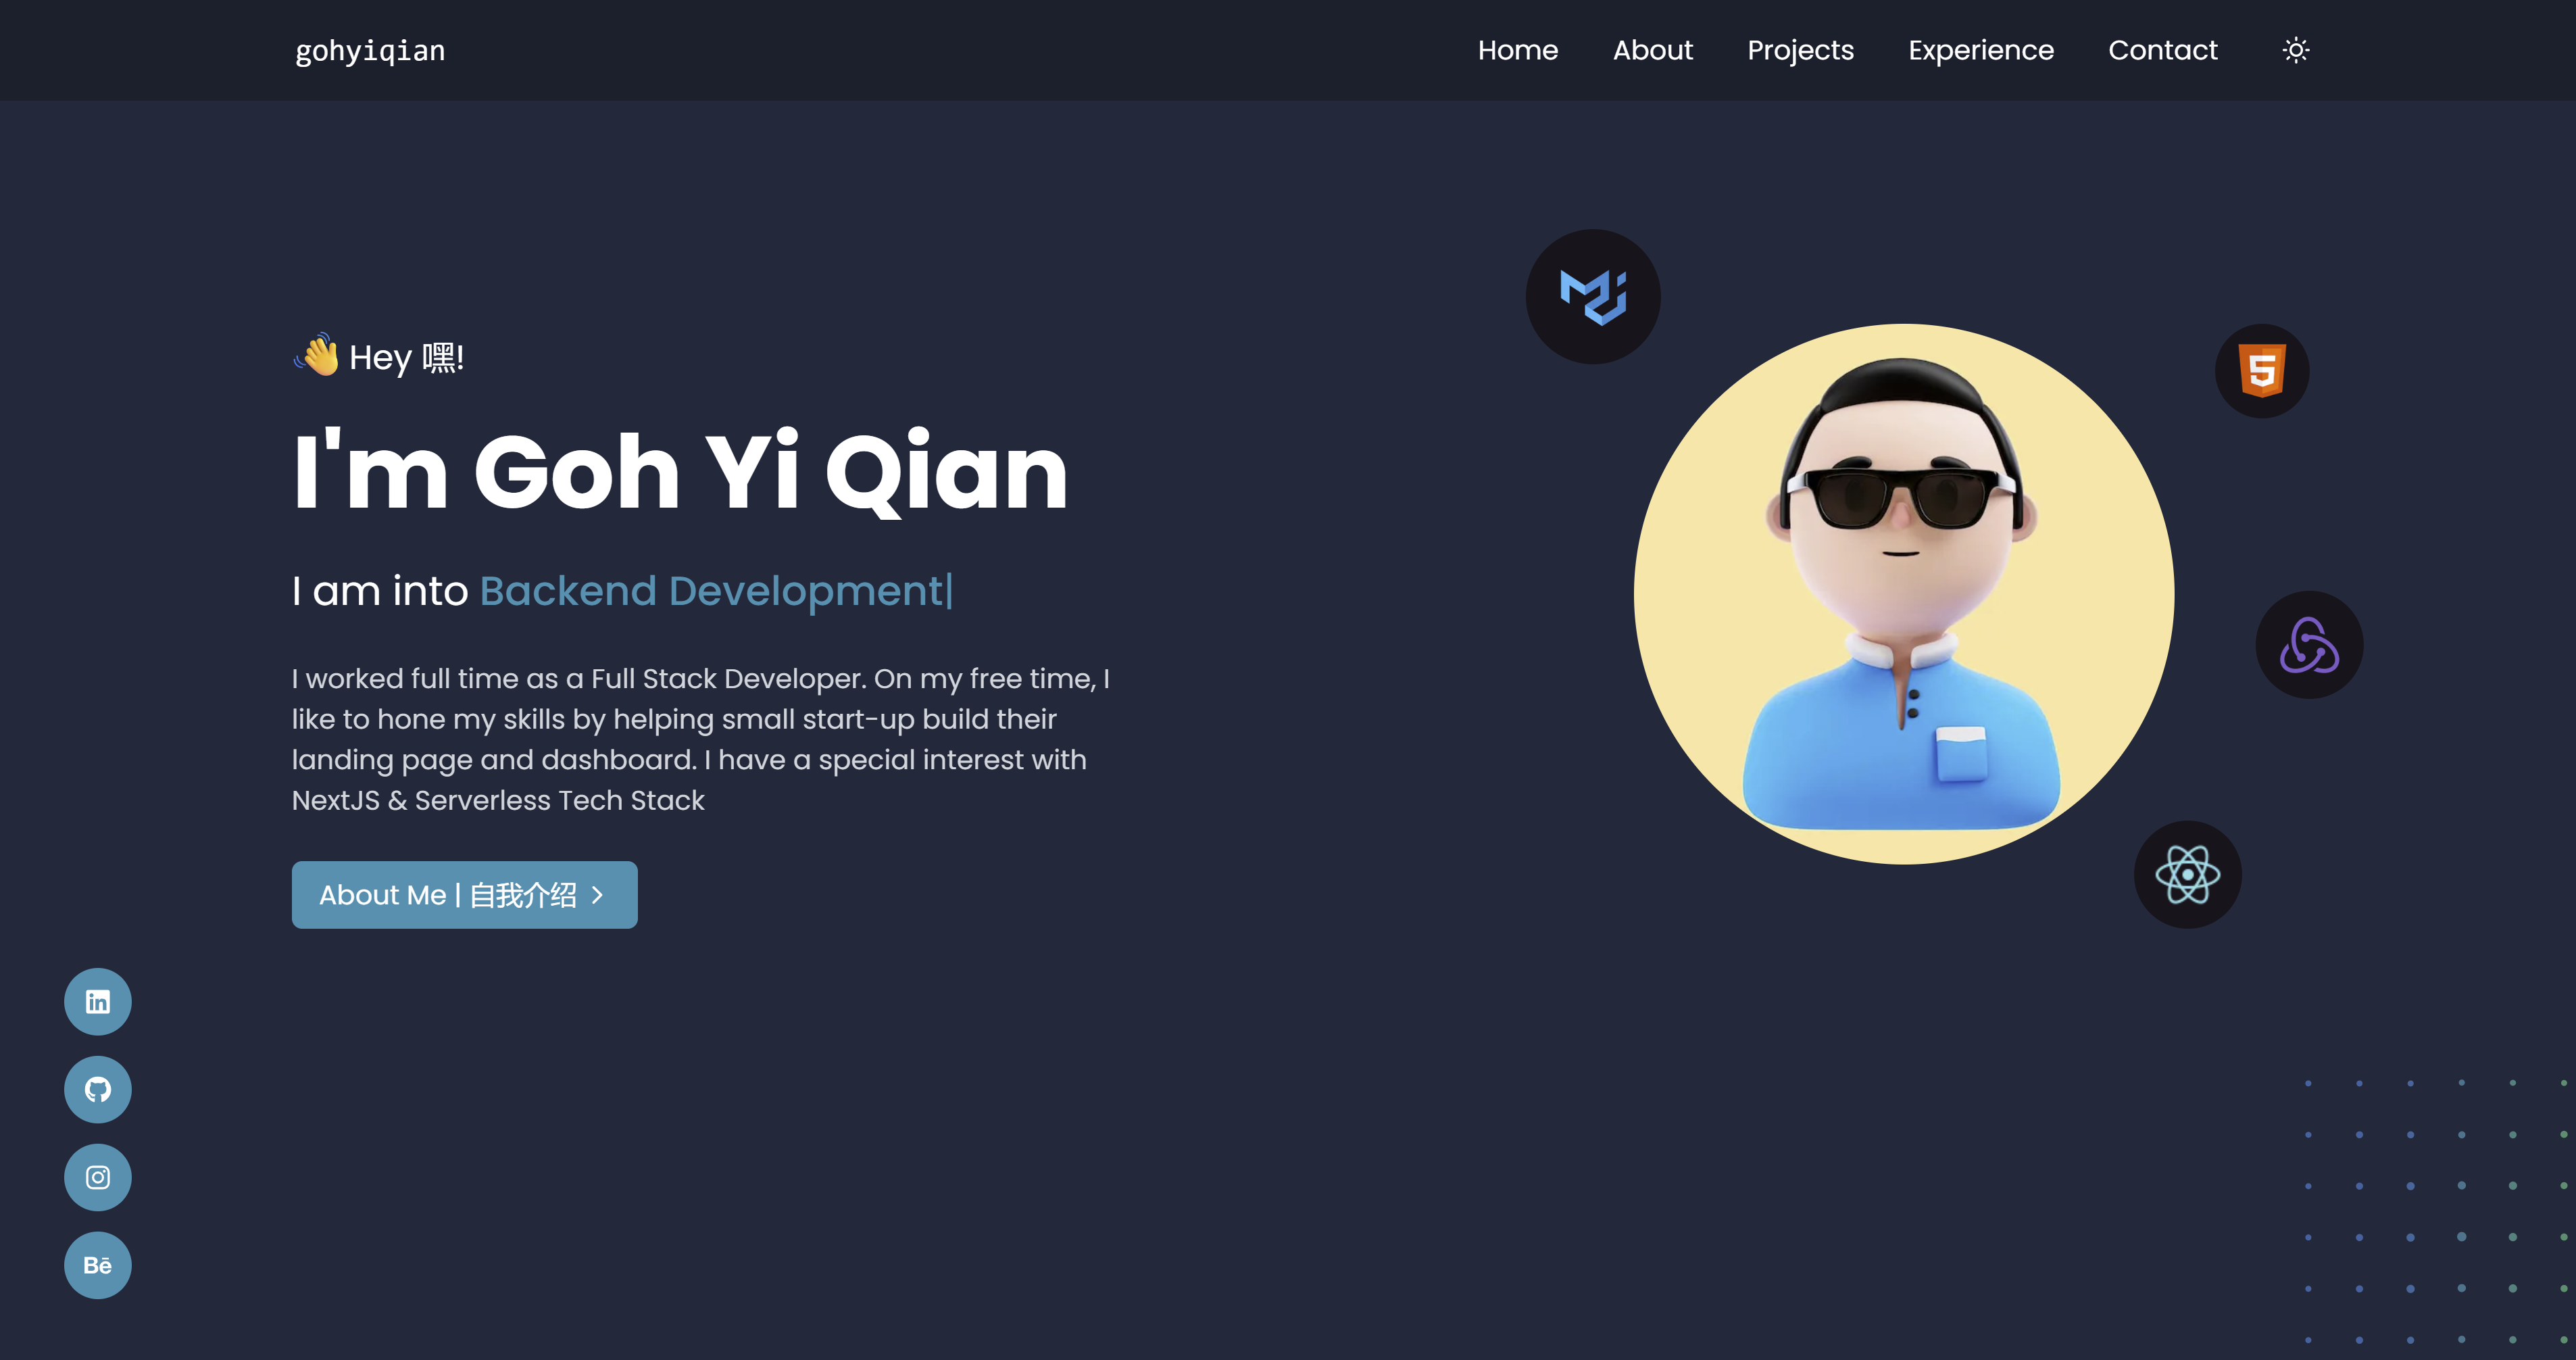 gohyiqian
Home About Projects Experience Contact
👋 Hey 嘿!
I'm Goh Yi Qian
I am into Backend Development|
I worked full time as a Full Stack Developer. On my free time, I
like to hone my skills by helping small start-up build their
landing page and dashboard. I have a special interest with
NextJS & Serverless Tech Stack
About Me | 自我介绍
in
Bē
5